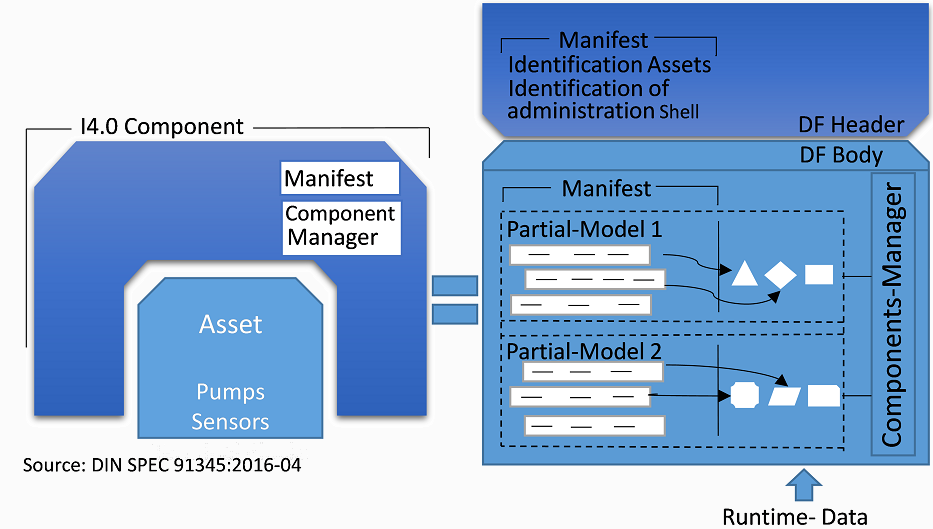 I4.0 Component
Manifest
Component
Manager
Asset
Pumps
Sensors
Source: DIN SPEC 91345:2016-04
Manifest
Identification Assets
Identification of
administration Shell
DF Header
DF Body
Manifest
Partial-Model 1
Partial-Model 2
Components-Manager
Runtime- Data